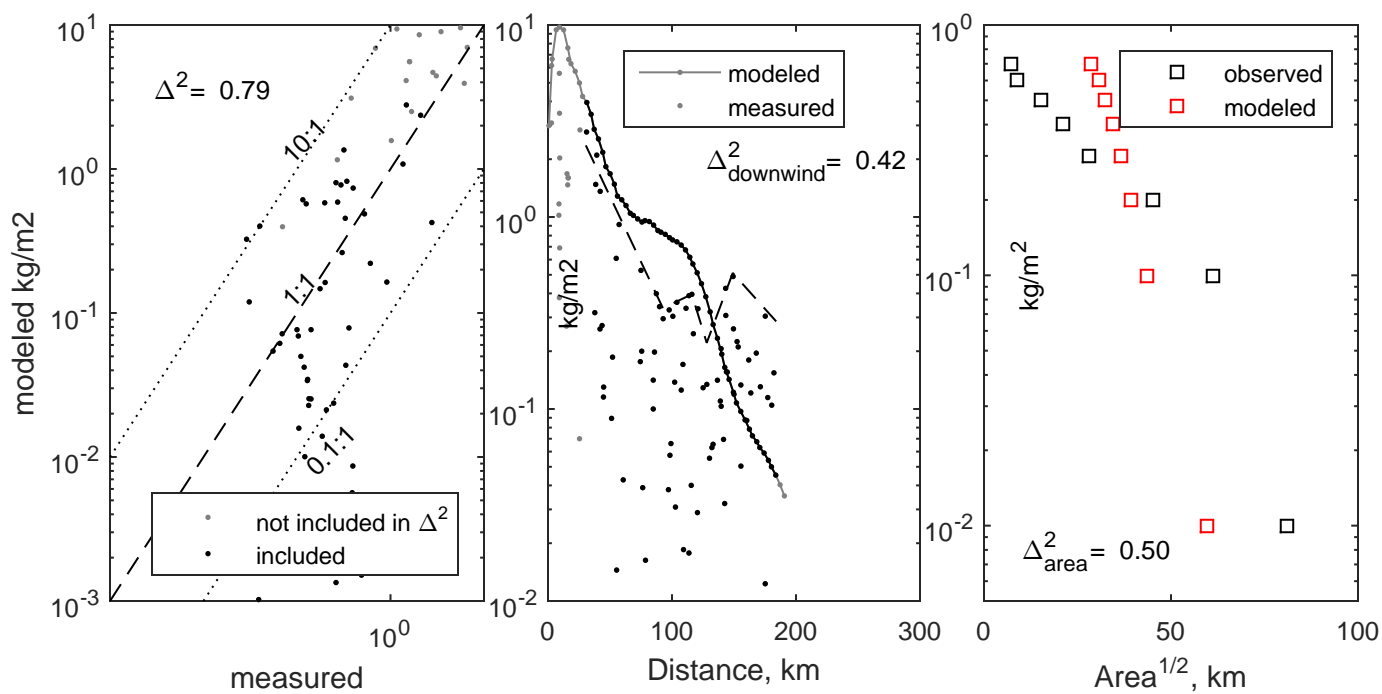 10^1
10^0
10^-1
10^-2
10^-3
modeled kg/m2
Δ^2= 0.79
10:1
1:1
0.1:1
not included in Δ^2
included
10^0
measured
10^1
10^0
10^-1
10^-2
kg/m2
modeled
measured
Δ^2_downwind= 0.42
0 100 200 300
Distance, km
10^0
10^-1
10^-2
kg/m^2
observed
modeled
Δ^2_area= 0.50
0 50 100
Area^1/2, km